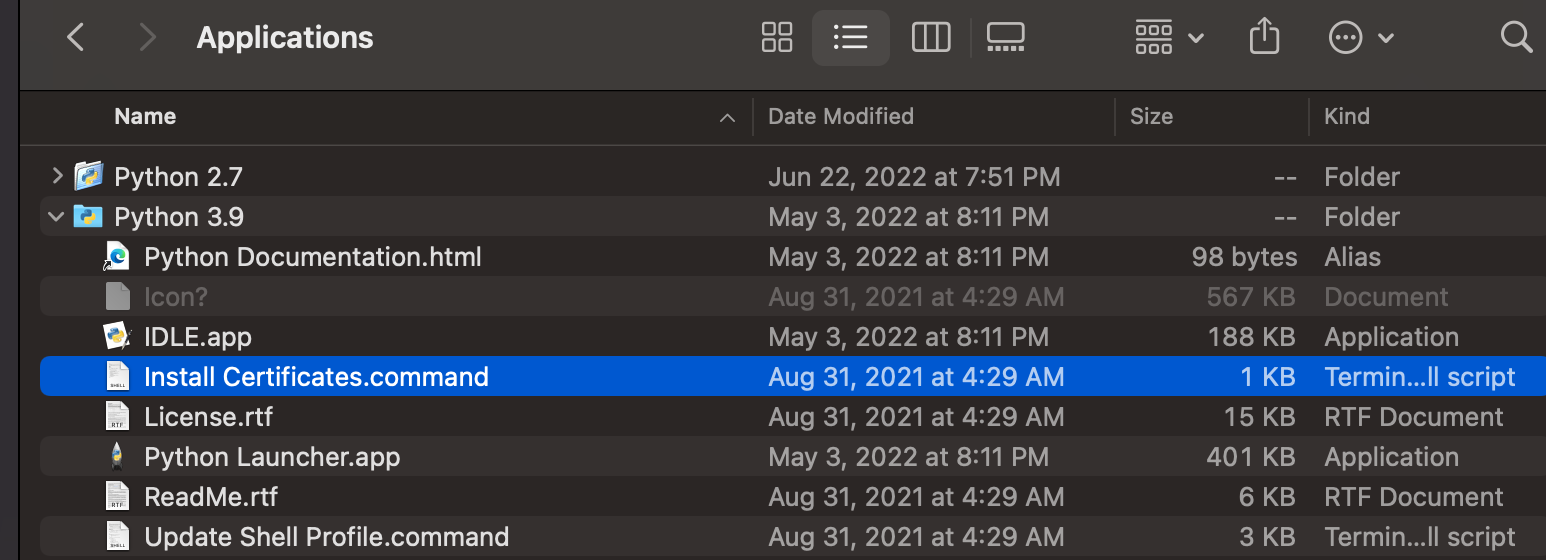 Applications
Name Date Modified Size Kind
Python 2.7 Jun 22, 2022 at 7:51 PM -- Folder
Python 3.9 May 3, 2022 at 8:11 PM -- Folder
Python Documentation.html May 3, 2022 at 8:11 PM 98 bytes Alias
Icon? Aug 31, 2021 at 4:29 AM 567 KB Document
IDLE.app May 3, 2022 at 8:11 PM 188 KB Application
Install Certificates.command Aug 31, 2021 at 4:29 AM 1 KB Termin...ll script
License.rtf Aug 31, 2021 at 4:29 AM 15 KB RTF Document
Python Launcher.app May 3, 2022 at 8:11 PM 401 KB Application
ReadMe.rtf Aug 31, 2021 at 4:29 AM 6 KB RTF Document
Update Shell Profile.command Aug 31, 2021 at 4:29 AM 3 KB Termin...ll script